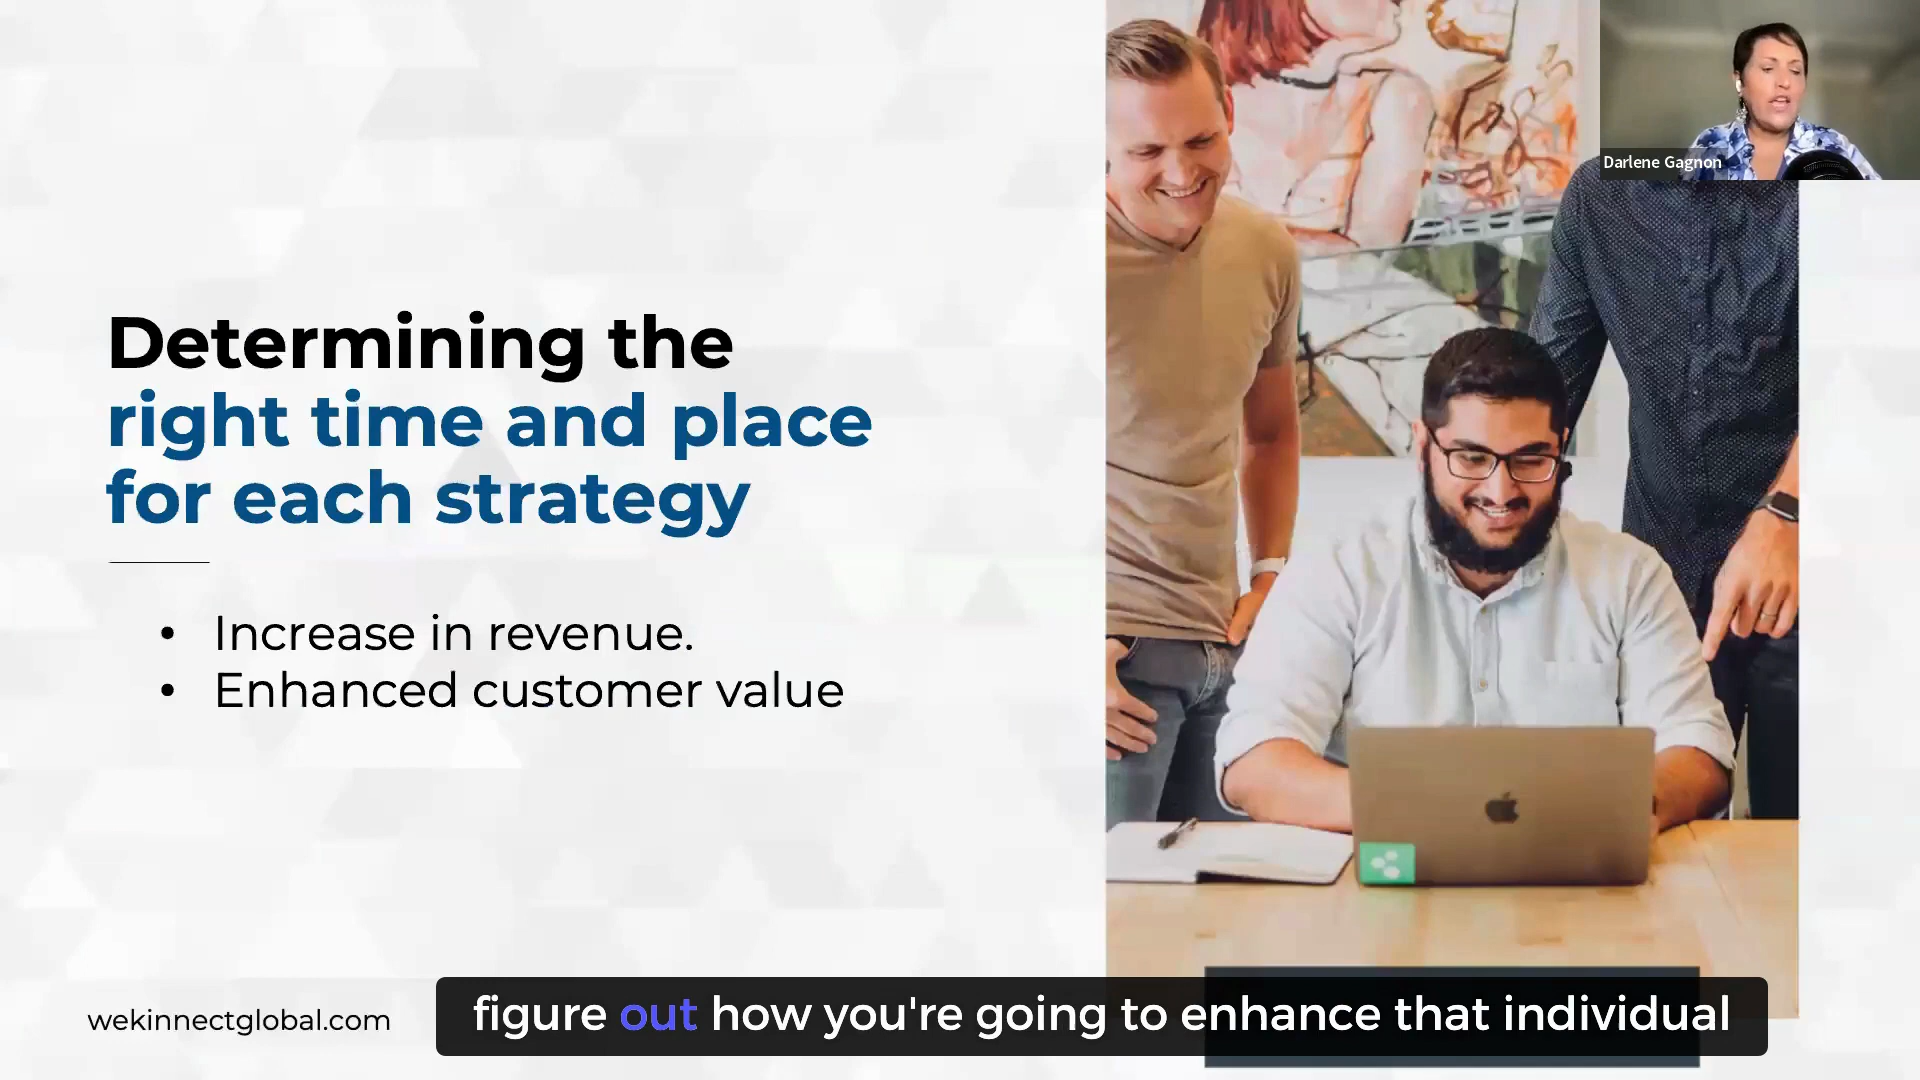 Darlene Gagnon
Determining the
right time and place
for each strategy
• Increase in revenue.
• Enhanced customer value
wekinnectglobal.com
figure out how you're going to enhance that individual